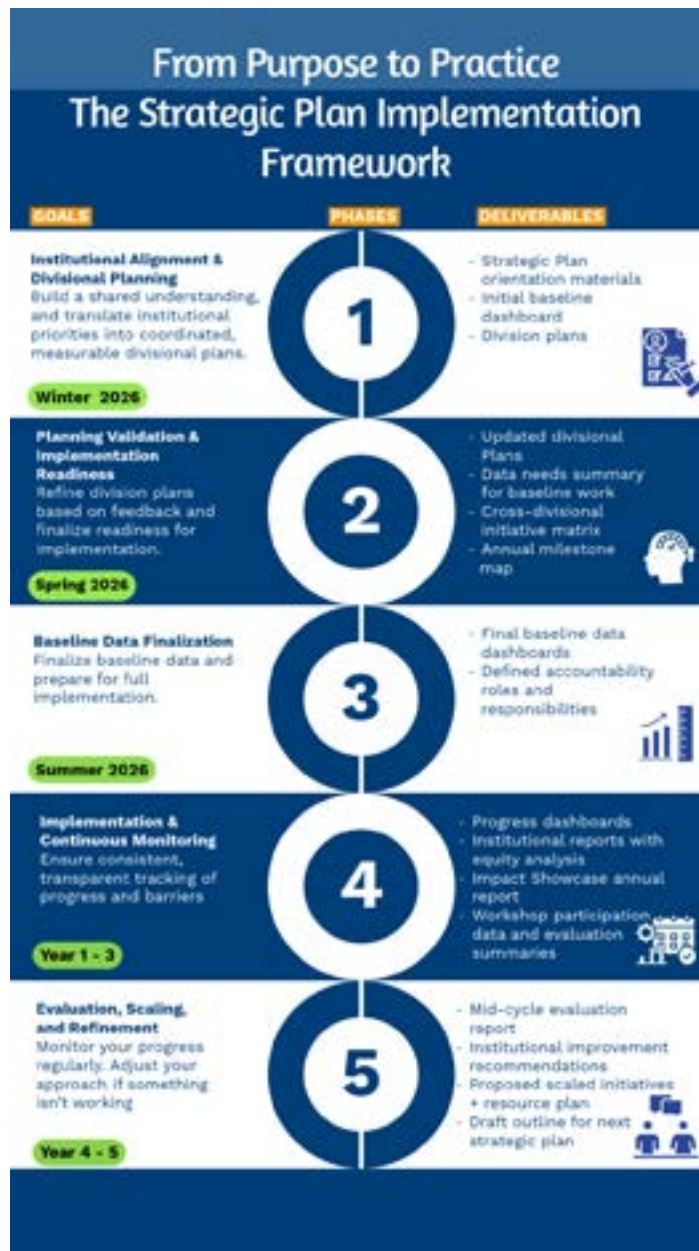 From Purpose to Practice
The Strategic Plan Implementation
Framework
GOALS
PHASES
DELIVERABLES
Institutional Alignment &
Divisional Planning
Build a shared understanding,
and translate institutional
priorities into coordinated,
measurable divisional plans.
Winter 2026
1
- Strategic Plan
orientation materials
- Initial baseline
dashboard
- Division plans
Planning Validation &
Implementation
Readiness
Refine division plans
based on feedback and
finalize readiness for
implementation.
Spring 2026
2
- Updated divisional
Plans
- Data needs summary
for baseline work
- Cross-divisional
initiative matrix
- Annual milestone
map
Baseline Data Finalization
Finalize baseline data and
prepare for full
implementation.
Summer 2026
3
- Final baseline data
dashboards
- Defined accountability
roles and
responsibilities
Implementation &
Continuous Monitoring
Ensure consistent,
transparent tracking of
progress and barriers
Year 1 - 3
4
- Progress dashboards
- Institutional reports with
equity analysis
- Impact Showcase annual
report
- Workshop participation
data and evaluation
summaries
Evaluation, Scaling,
and Refinement
Monitor your progress
regularly. Adjust your
approach if something
isn't working
Year 4 - 5
5
- Mid-cycle evaluation
report
- Institutional improvement
recommendations
- Proposed scaled initiatives
+ resource plan
- Draft outline for next
strategic plan